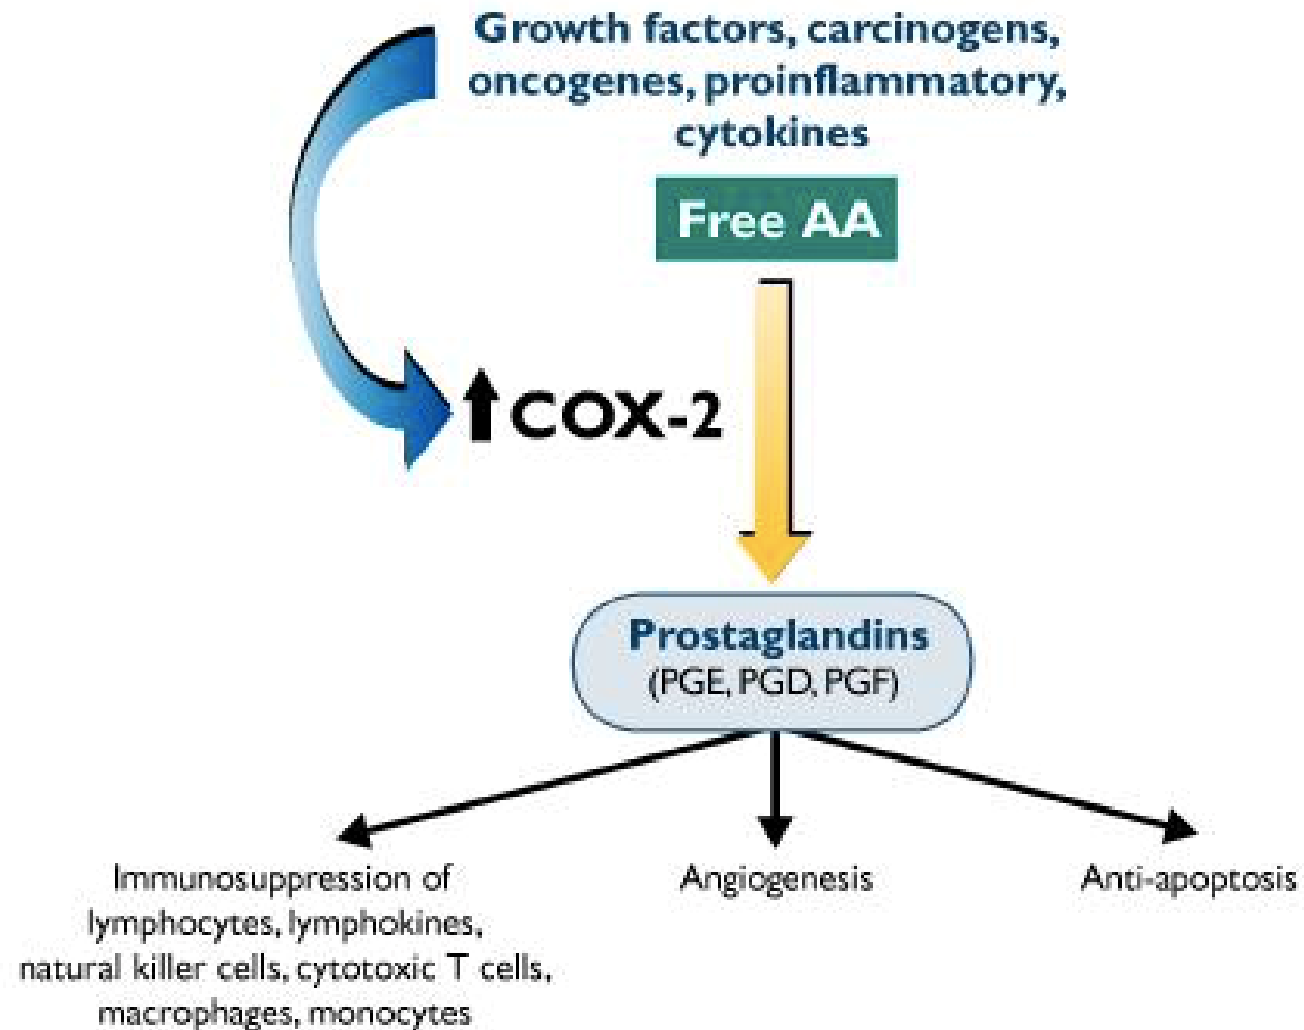 Growth factors, carcinogens,
oncogenes, proinflammatory,
cytokines
Free AA
COX-2
Prostaglandins
(PGE, PGD, PGF)
Immunosuppression of
lymphocytes, lymphokines,
natural killer cells, cytotoxic T cells,
macrophages, monocytes
Angiogenesis
Anti-apoptosis